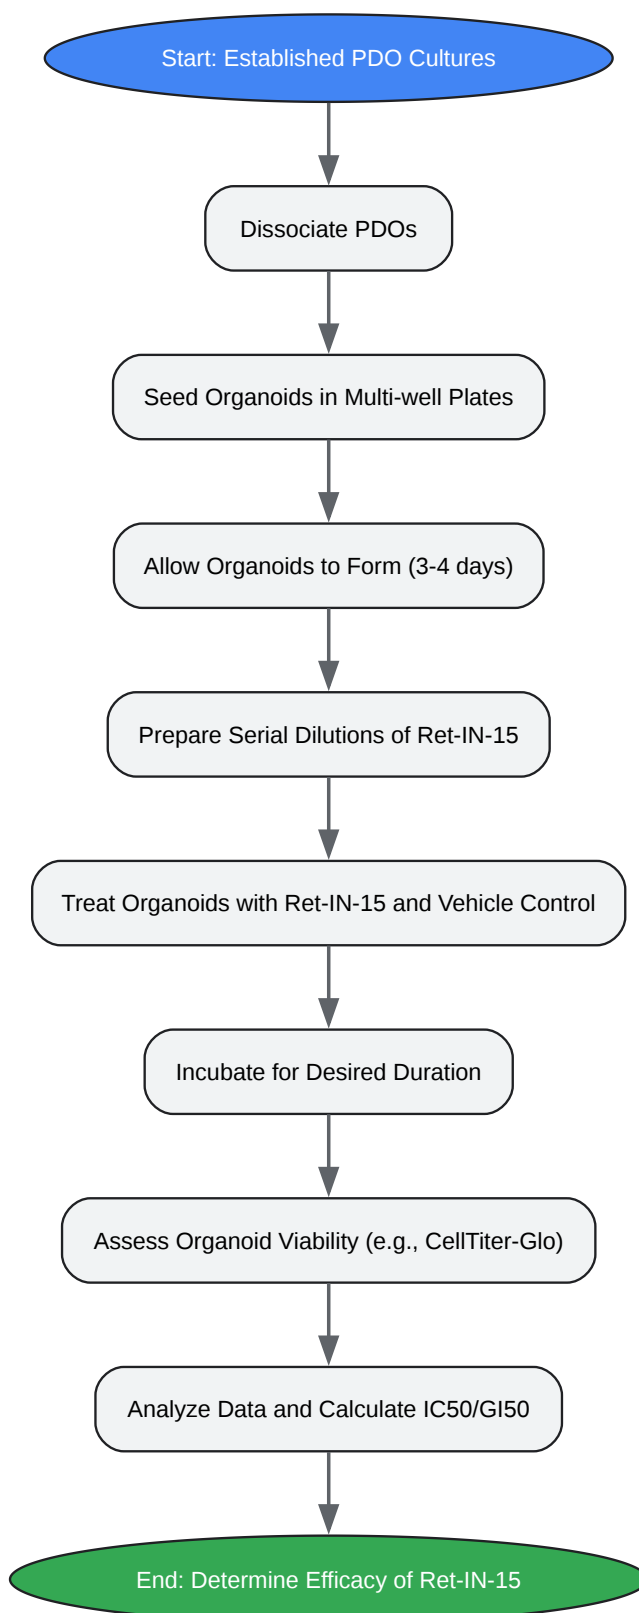 Start: Established PDO Cultures
Dissociate PDOs
Seed Organoids in Multi-well Plates
Allow Organoids to Form (3-4 days)
Prepare Serial Dilutions of Ret-IN-15
Treat Organoids with Ret-IN-15 and Vehicle Control
Incubate for Desired Duration
Assess Organoid Viability (e.g., CellTiter-Glo)
Analyze Data and Calculate IC50/GI50
End: Determine Efficacy of Ret-IN-15